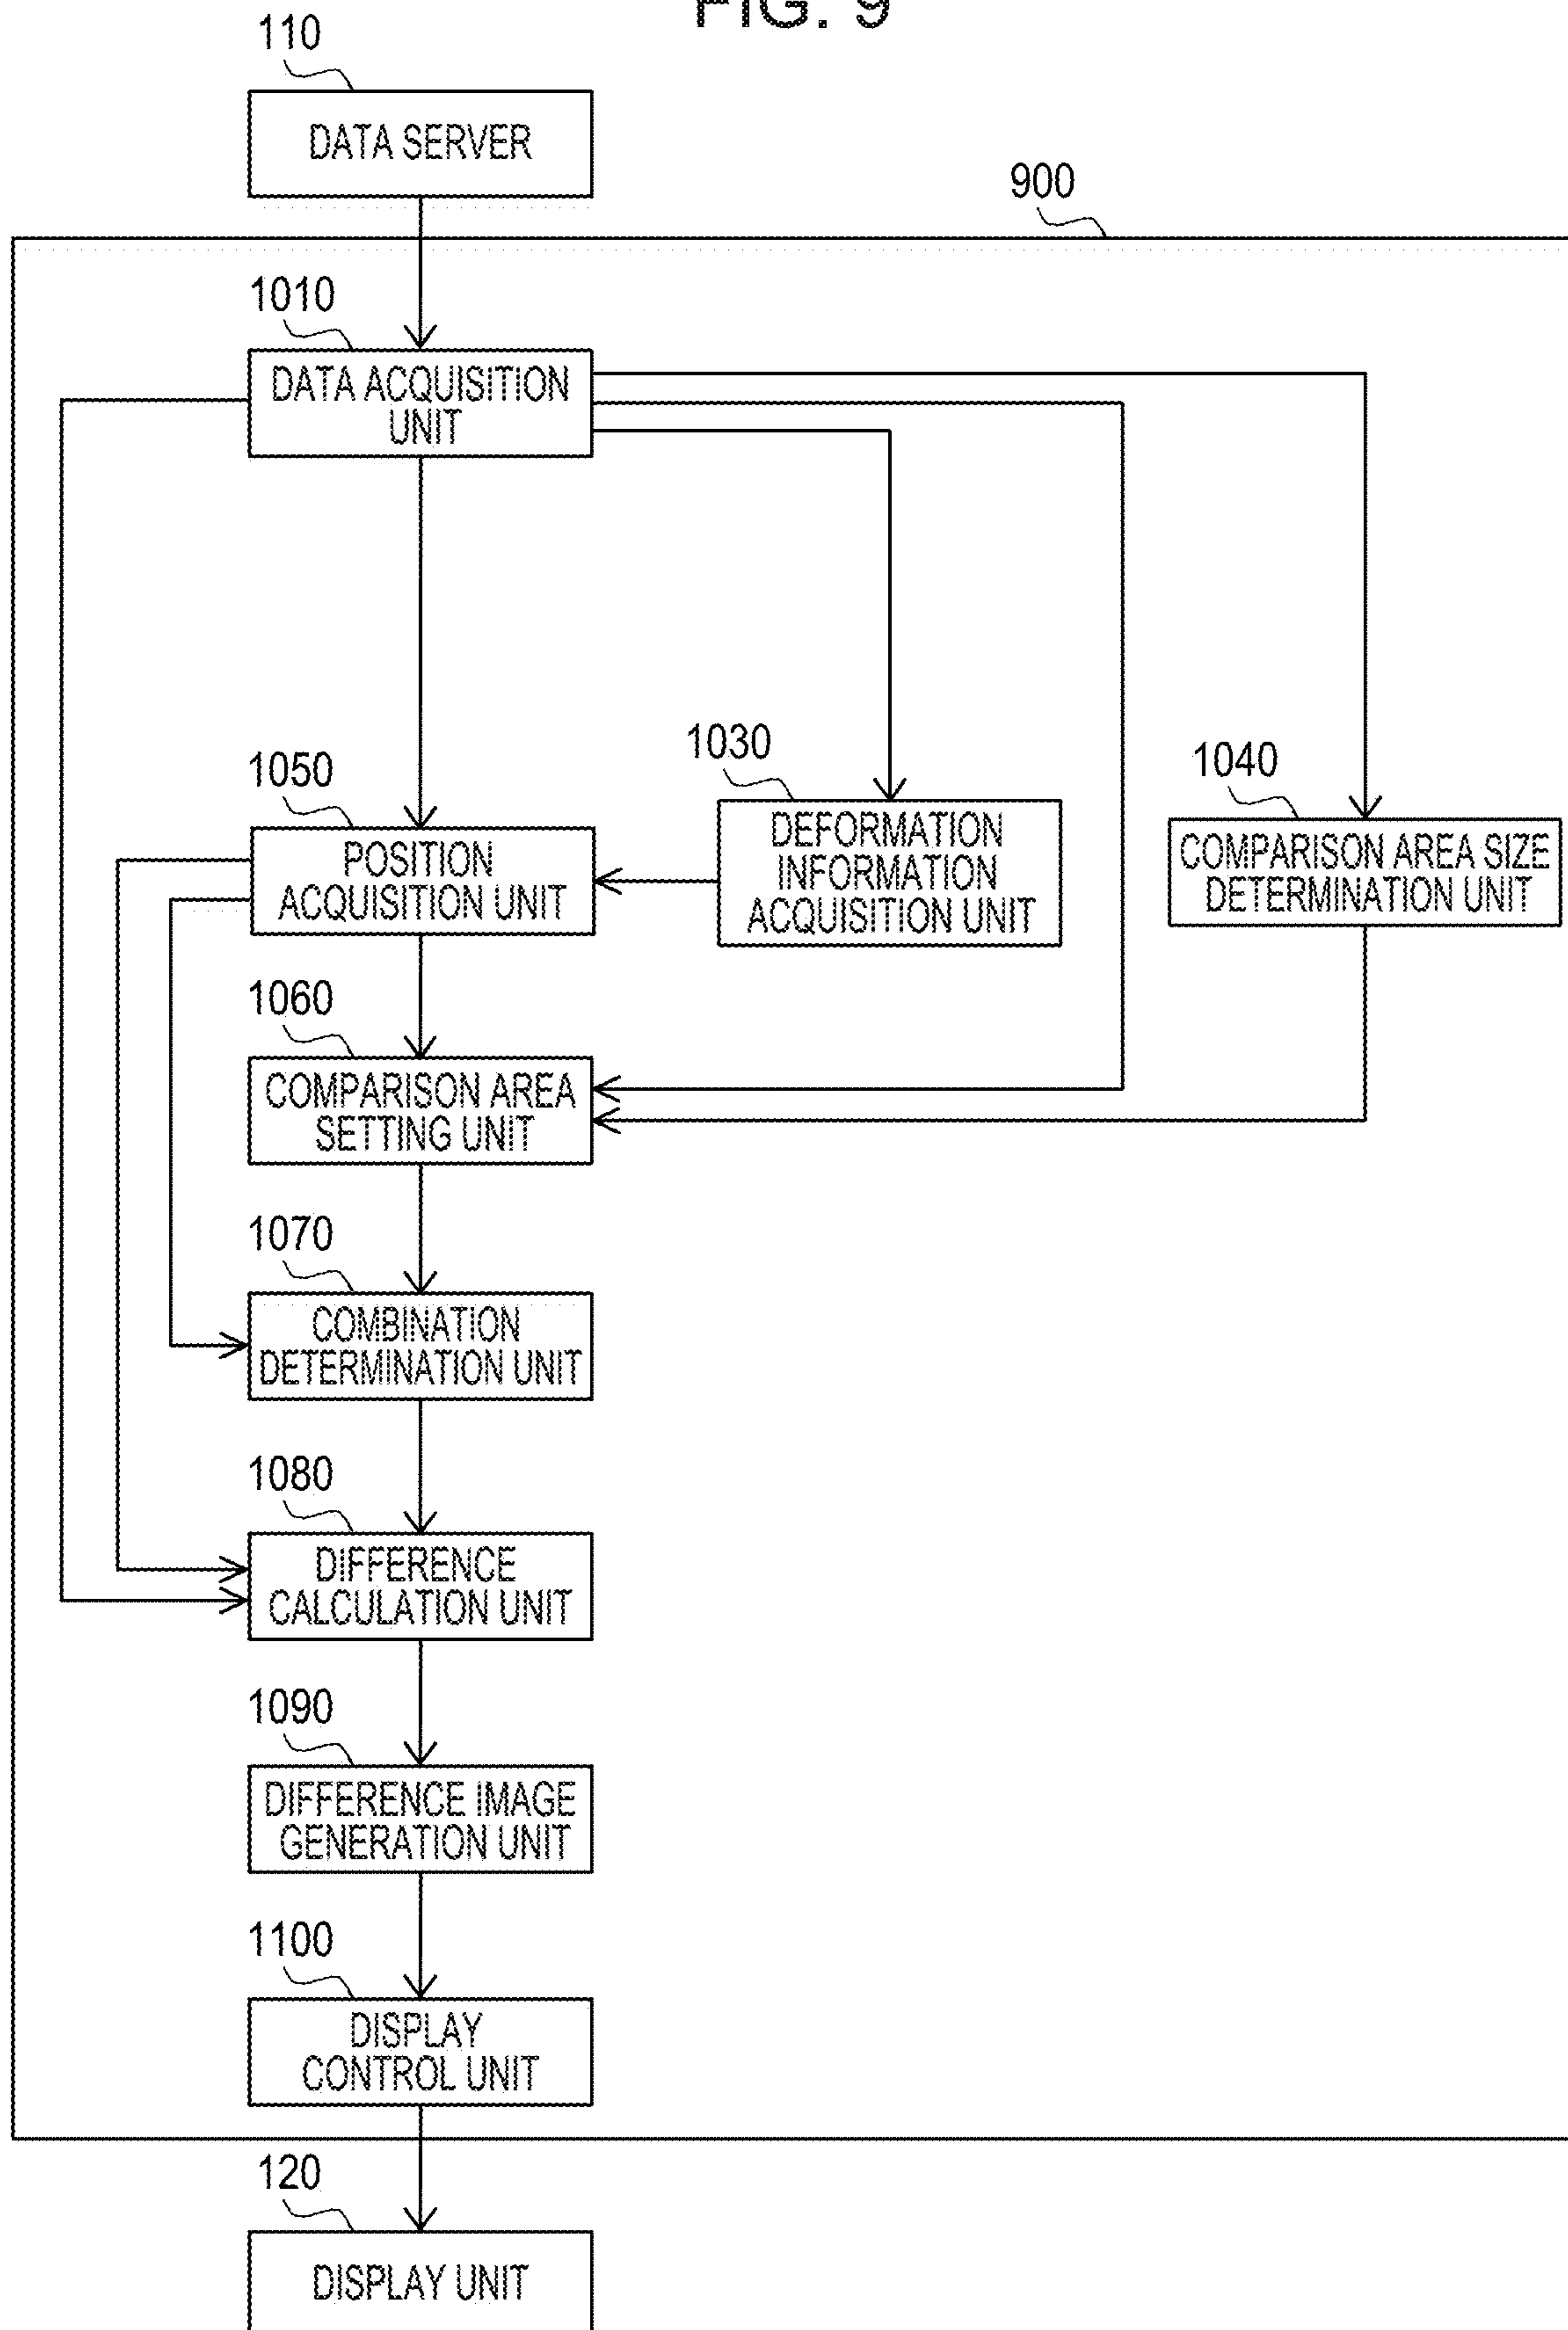 FIG. 9
110
DATA SERVER
900
1010
DATA ACQUISITION
UNIT
1050
POSITION
ACQUISITION UNIT
1030
DEFORMATION
INFORMATION
ACQUISITION UNIT
1040
COMPARISON AREA SIZE
DETERMINATION UNIT
1060
COMPARISON AREA
SETTING UNIT
1070
COMBINATION
DETERMINATION UNIT
1080
DIFFERENCE
CALCULATION UNIT
1090
DIFFERENCE IMAGE
GENERATION UNIT
1100
DISPLAY
CONTROL UNIT
120
DISPLAY UNIT